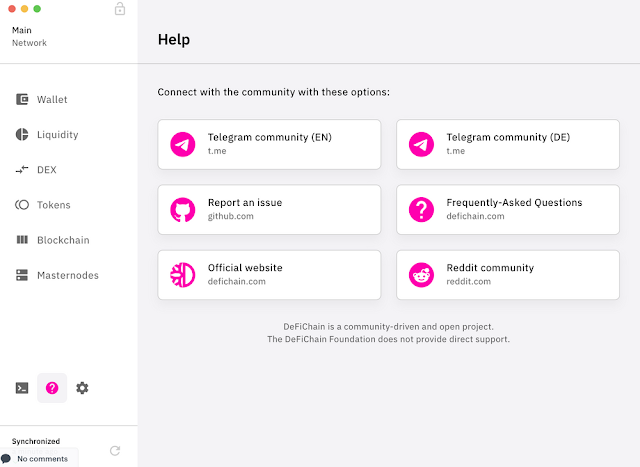 Main
Network
Wallet
Liquidity
DEX
Tokens
Blockchain
Masternodes
Synchronized
No comments
Help
Connect with the community with these options:
Telegram community (EN)
t.me
Telegram community (DE)
t.me
Report an issue
github.com
Frequently-Asked Questions
defichain.com
Official website
defichain.com
Reddit community
reddit.com
DeFiChain is a community-driven and open project.
The DeFiChain Foundation does not provide direct support.